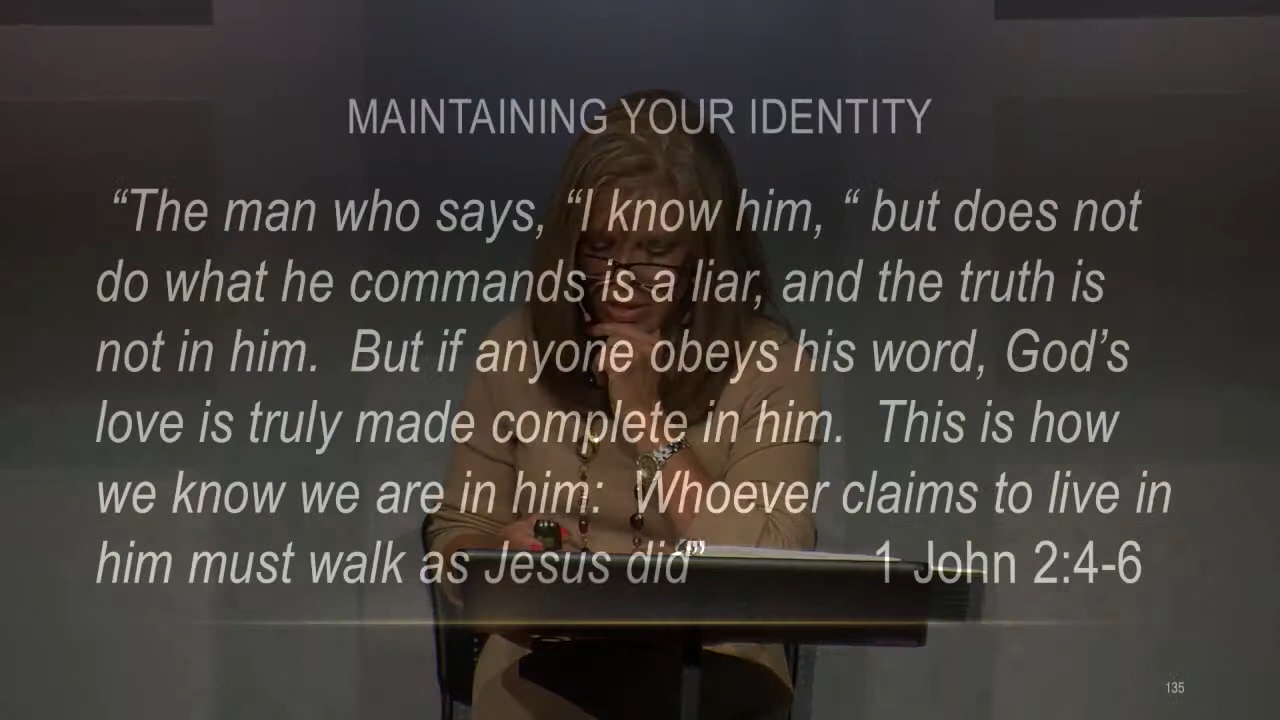 MAINTAINING YOUR IDENTITY
“The man who says, “I know him, “ but does not
do what he commands is a liar, and the truth is
not in him.  But if anyone obeys his word, God’s
love is truly made complete in him.  This is how
we know we are in him:  Whoever claims to live in
him must walk as Jesus did” 1 John 2:4-6
135